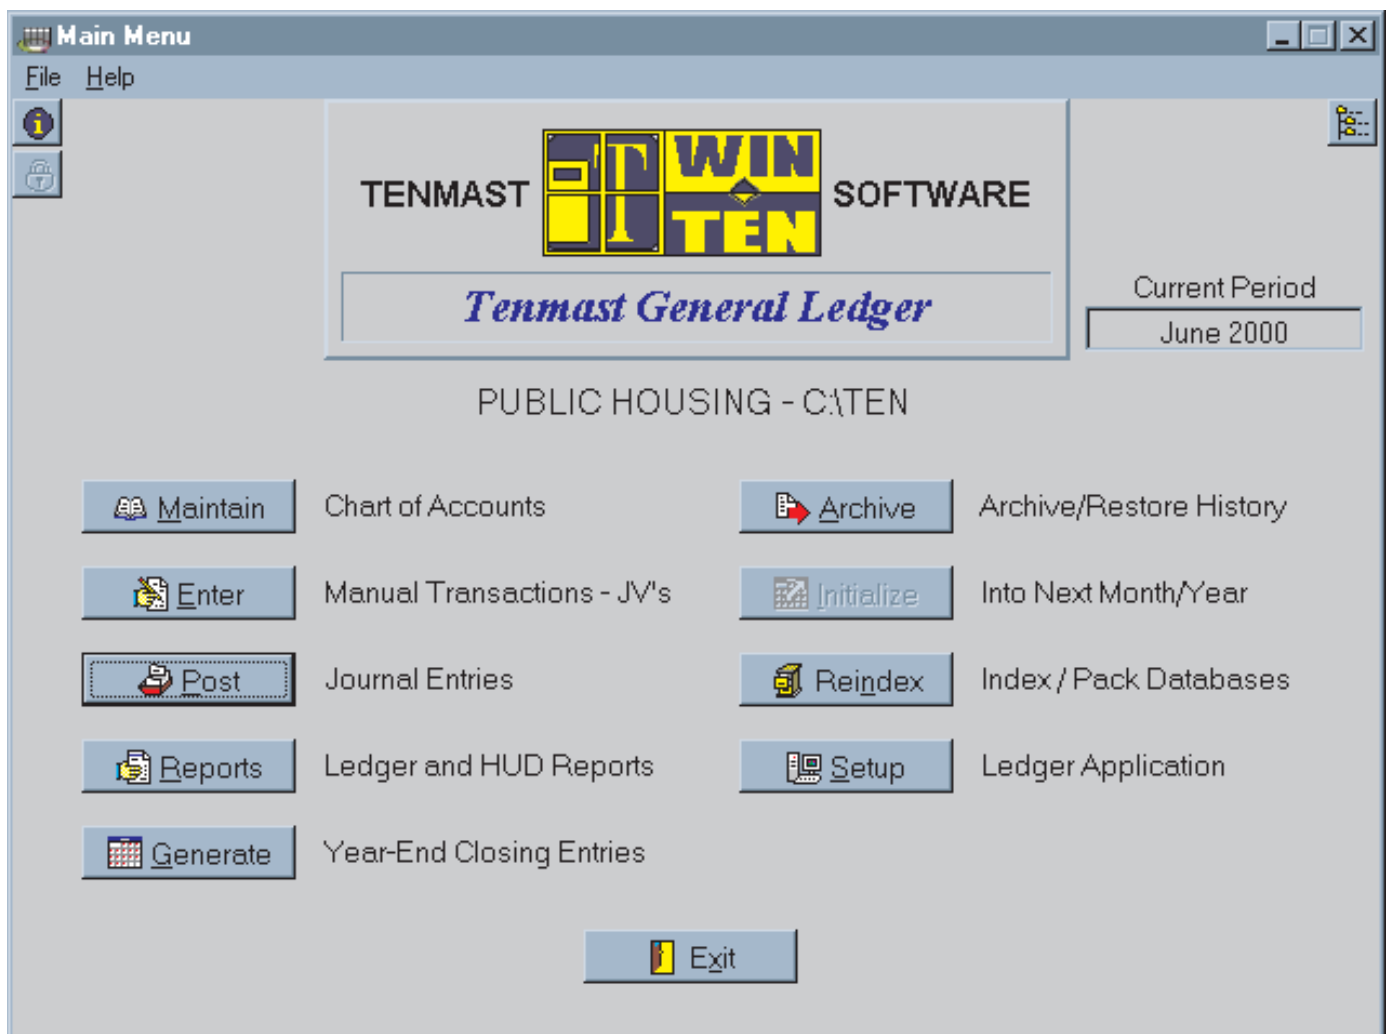 Main Menu
File Help
TENMAST T WIN TEN SOFTWARE
Tenmast General Ledger
Current Period
June 2000
PUBLIC HOUSING - C:\TEN
Maintain Chart of Accounts Archive Archive/Restore History
Enter Manual Transactions - JV's Initialize Into Next Month/Year
Post Journal Entries Reindex Index / Pack Databases
Reports Ledger and HUD Reports Setup Ledger Application
Generate Year-End Closing Entries
Exit